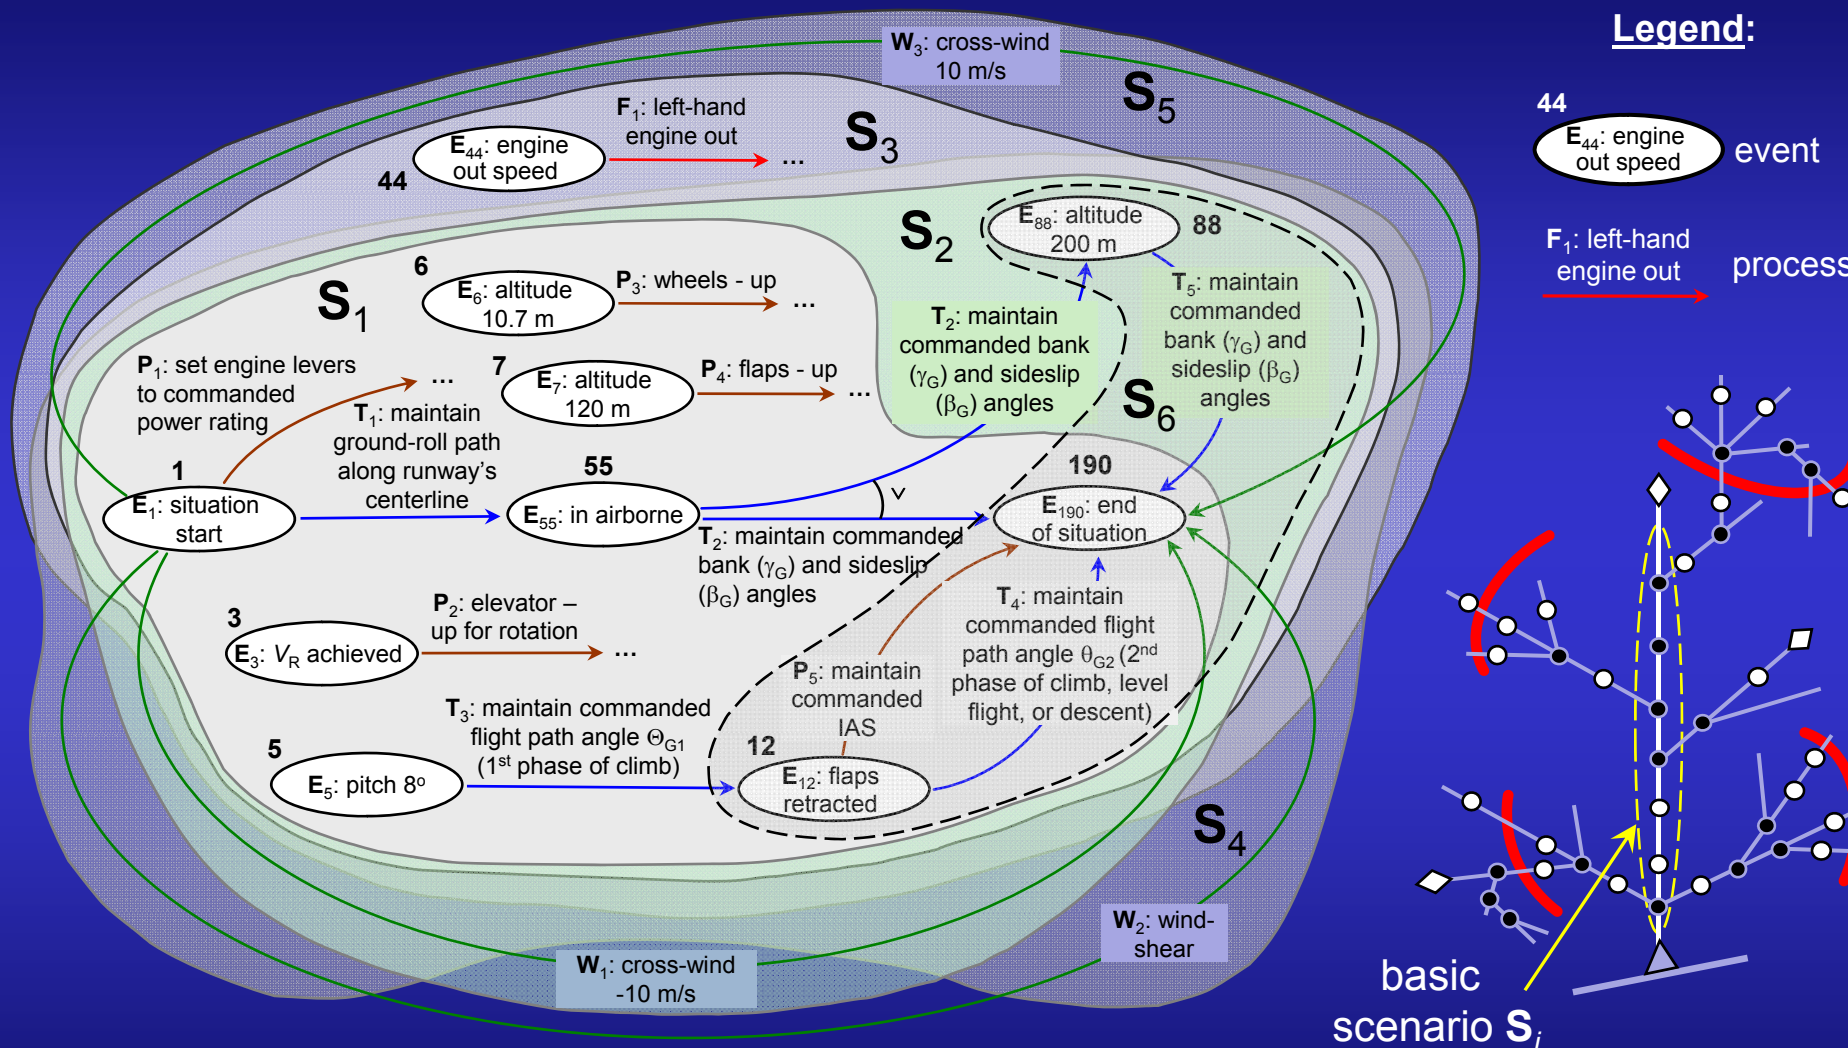 W3: cross-wind
10 m/s
S5
F1: left-hand
engine out
S3
E44: engine
out speed
...
44
S2
E88: altitude
200 m
88
6
S1
E6: altitude
10.7 m
P3: wheels - up
...
T5: maintain
commanded
bank (γG) and
sideslip (βG)
angles
T2: maintain
commanded bank
(γG) and sideslip
(βG) angles
S6
P1: set engine levers
to commanded
power rating
...
7
E7: altitude
120 m
P4: flaps - up
...
T1: maintain
ground-roll path
along runway's
centerline
1
E1: situation
start
55
E55: in airborne
v
190
E190: end
of situation
T2: maintain commanded
bank (γG) and sideslip
(βG) angles
3
E3: VR achieved
P2: elevator –
up for rotation
...
T4: maintain
commanded flight
path angle θG2 (2nd
phase of climb, level
flight, or descent)
P5: maintain
commanded
IAS
T3: maintain commanded
flight path angle ΘG1
(1st phase of climb)
5
E5: pitch 8o
12
E12: flaps
retracted
S4
W2: wind-
shear
W1: cross-wind
-10 m/s
Legend:
44
E44: engine
out speed
event
F1: left-hand
engine out
process
basic
scenario Si